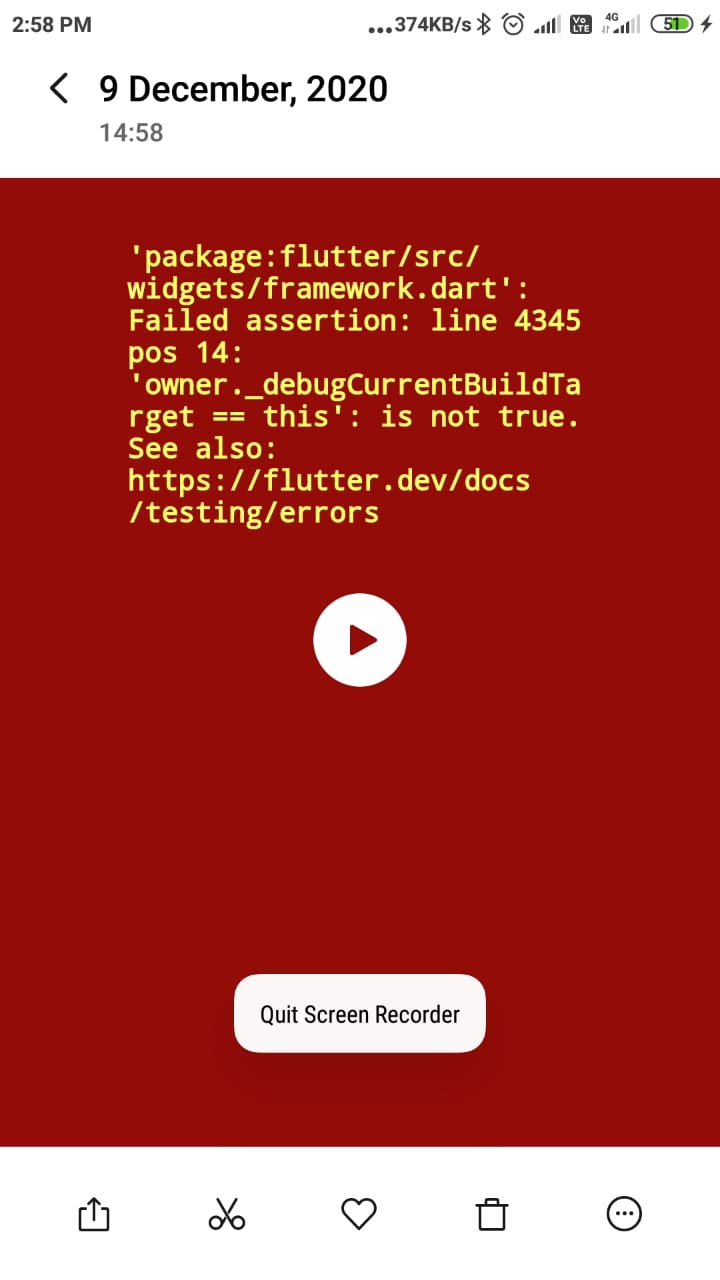 2:58 PM
...374KB/s
Vo
LTE
4G
51
9 December, 2020
14:58
'package:flutter/src/
widgets/framework.dart':
Failed assertion: line 4345
pos 14:
'owner._debugCurrentBuildTa
rget == this': is not true.
See also:
https://flutter.dev/docs
/testing/errors
Quit Screen Recorder